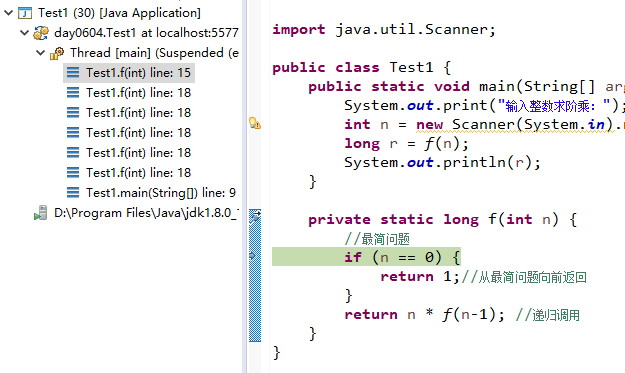 Test1 (30) [Java Application]
day0604.Test1 at localhost:5577
Thread [main] (Suspended (e
Test1.f(int) line: 15
Test1.f(int) line: 18
Test1.f(int) line: 18
Test1.f(int) line: 18
Test1.f(int) line: 18
Test1.f(int) line: 18
Test1.main(String[]) line: 9
D:\Program Files\Java\jdk1.8.0_
import java.util.Scanner;
public class Test1 {
public static void main(String[] arg
System.out.print("输入整数求阶乘：");
int n = new Scanner(System.in).n
long r = f(n);
System.out.println(r);
}
private static long f(int n) {
//最简问题
if (n == 0) {
return 1;//从最简问题向前返回
}
return n * f(n-1); //递归调用
}
}